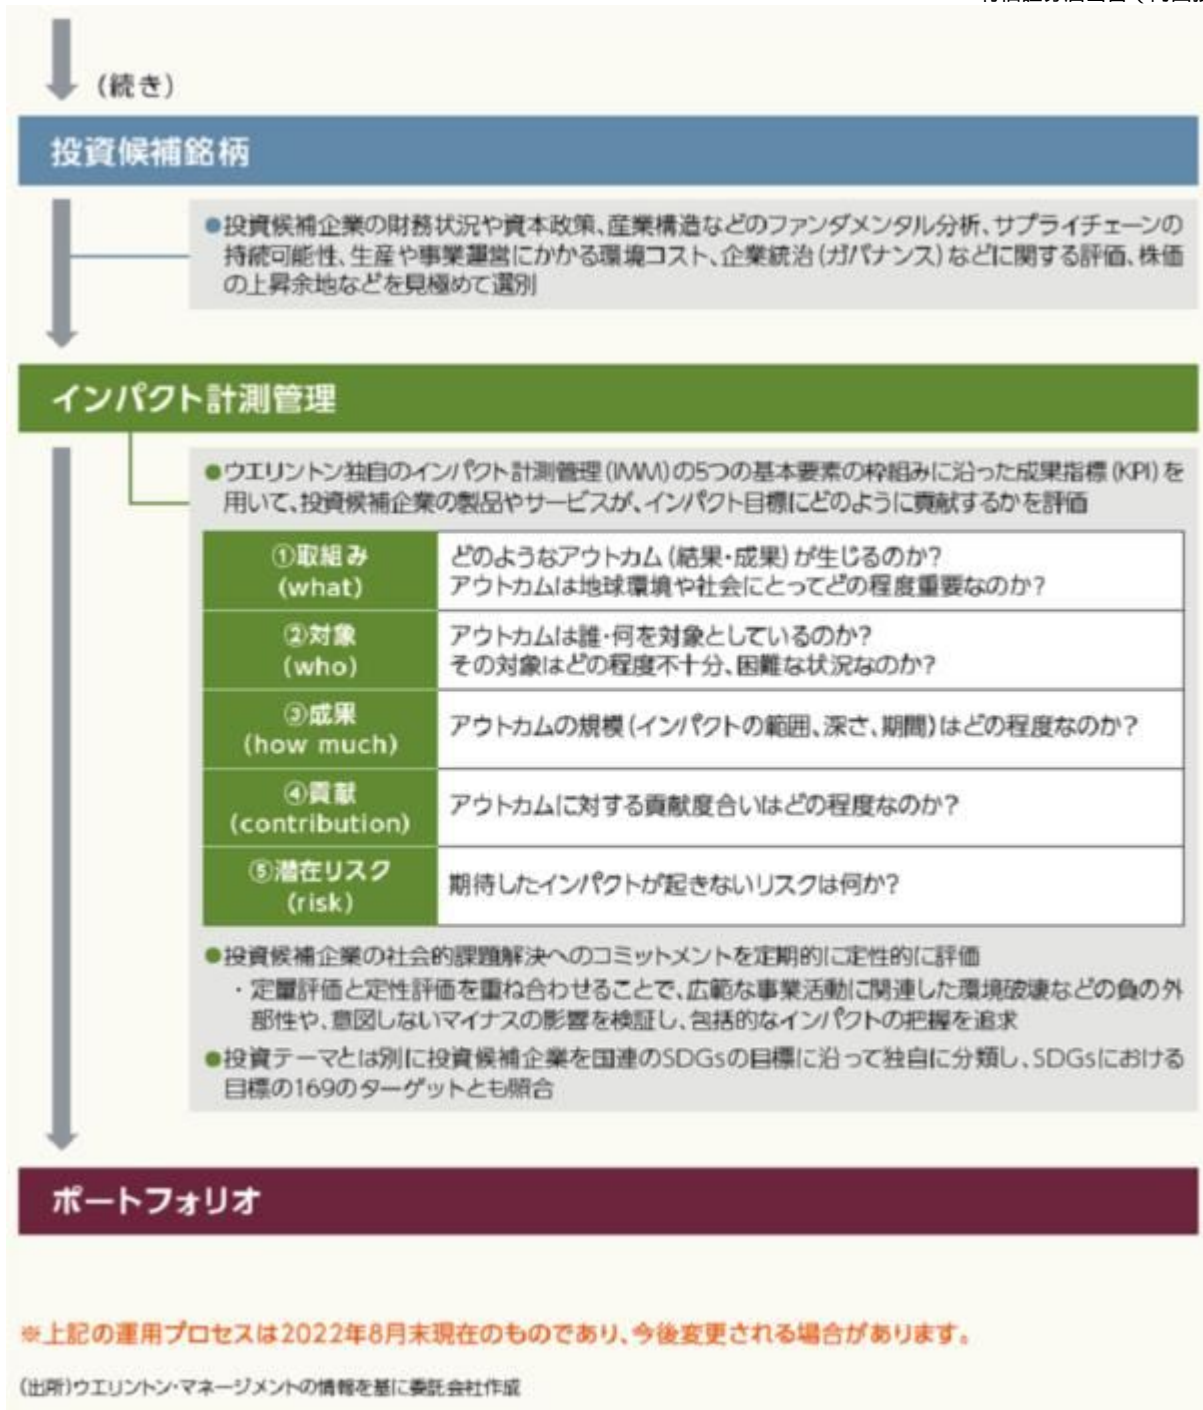 (続き)
投資候補銘柄
●投資候補企業の財務状況や資本政策、産業構造などのファンダメンタル分析、サプライチェーンの
持続可能性、生産や事業運営にかかる環境コスト、企業統治(ガバナンス)などに関する評価、株価
の上昇余地などを見極めて選別
インパクト計測管理
●ウエリントン独自のインパクト計測管理(IMM)の5つの基本要素の枠組みに沿った成果指標(KPI)を
用いて、投資候補企業の製品やサービスが、インパクト目標にどのように貢献するかを評価
①取組み
(what)
どのようなアウトカム(結果・成果)が生じるのか?
アウトカムは地球環境や社会にとってどの程度重要なのか?
②対象
(who)
アウトカムは誰・何を対象としているのか?
その対象はどの程度不十分、困難な状況なのか?
③成果
(how much)
アウトカムの規模(インパクトの範囲、深さ、期間)はどの程度なのか?
④貢献
(contribution)
アウトカムに対する貢献度合いはどの程度なのか?
⑤潜在リスク
(risk)
期待したインパクトが起きないリスクは何か?
●投資候補企業の社会的課題解決へのコミットメントを定期的に定性的に評価
・定量評価と定性評価を重ね合わせることで、広範な事業活動に関連した環境破壊などの負の外
部性や、意図しないマイナスの影響を検証し、包括的なインパクトの把握を追求
●投資テーマとは別に投資候補企業を国連のSDGsの目標に沿って独自に分類し、SDGsにおける
目標の169のターゲットとも照合
ポートフォリオ
※上記の運用プロセスは2022年8月末現在のものであり、今後変更される場合があります。
(出所)ウエリントン・マネージメントの情報を基に委託会社作成